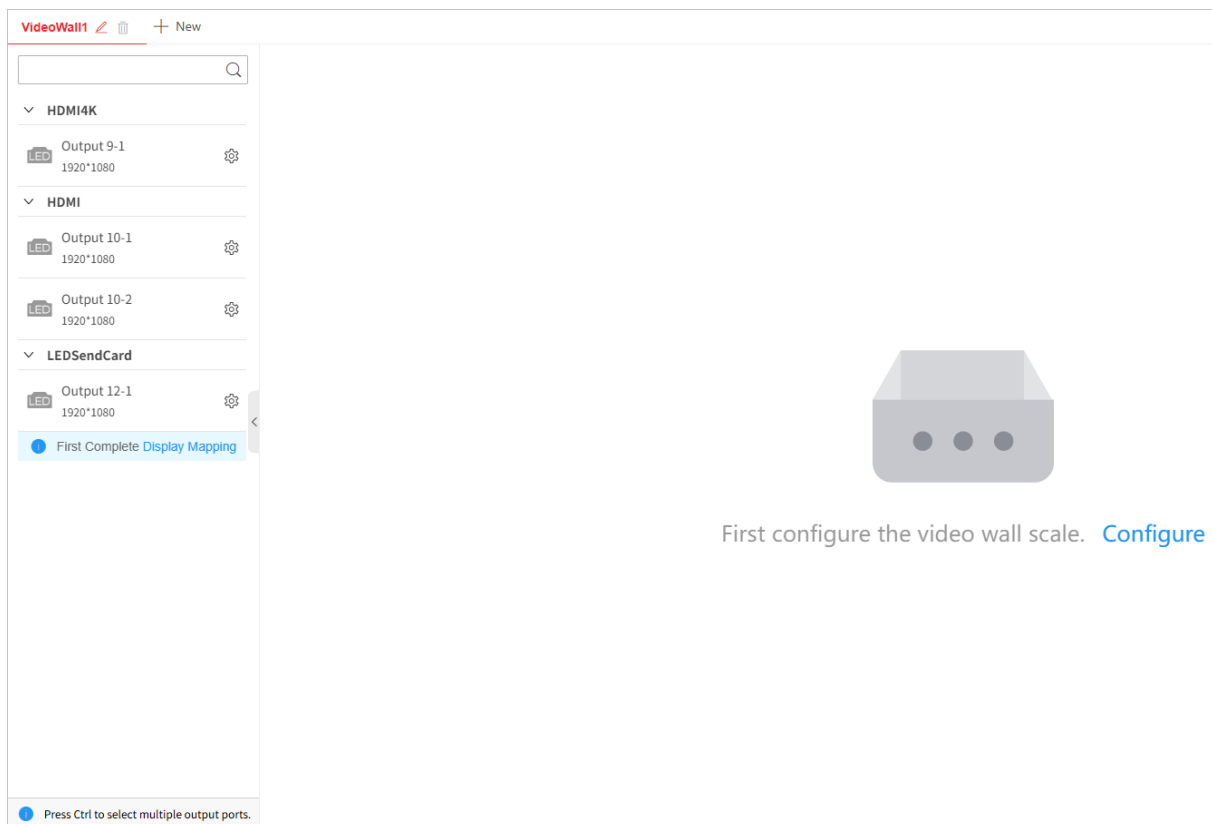 VideoWall1 New
HDMI4K
LED Output 9-1
1920*1080
HDMI
LED Output 10-1
1920*1080
LED Output 10-2
1920*1080
LEDSendCard
LED Output 12-1
1920*1080
First Complete Display Mapping
First configure the video wall scale. Configure
Press Ctrl to select multiple output ports.